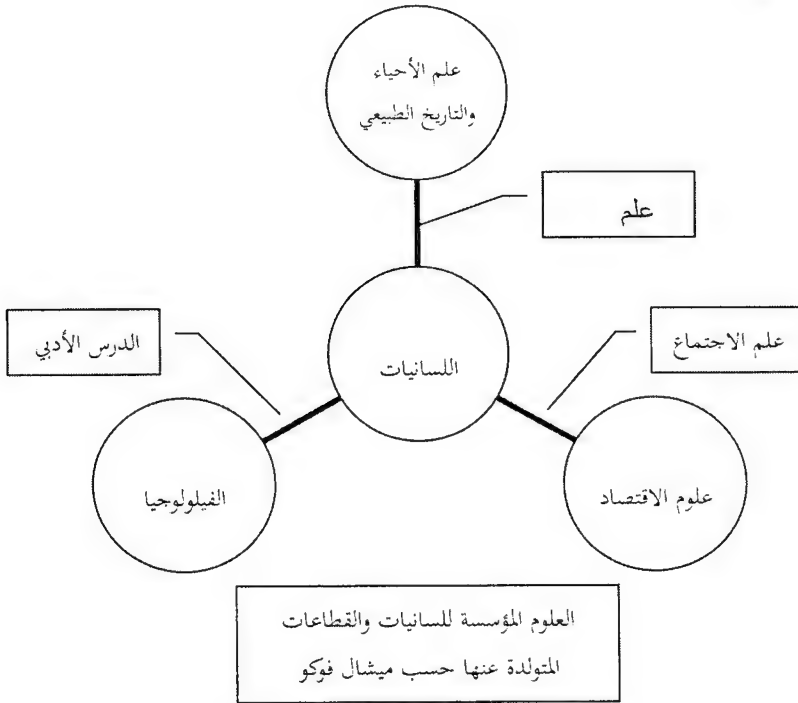 علم الأحياء
والتاريخ الطبيعي
علم
اللسانيات
علم الاجتماع
الدرس الأدبي
علوم الاقتصاد
الفيلولوجيا
العلوم المؤسسة للسانيات والقطاعات
المتولدة عنها حسب ميشال فوكو